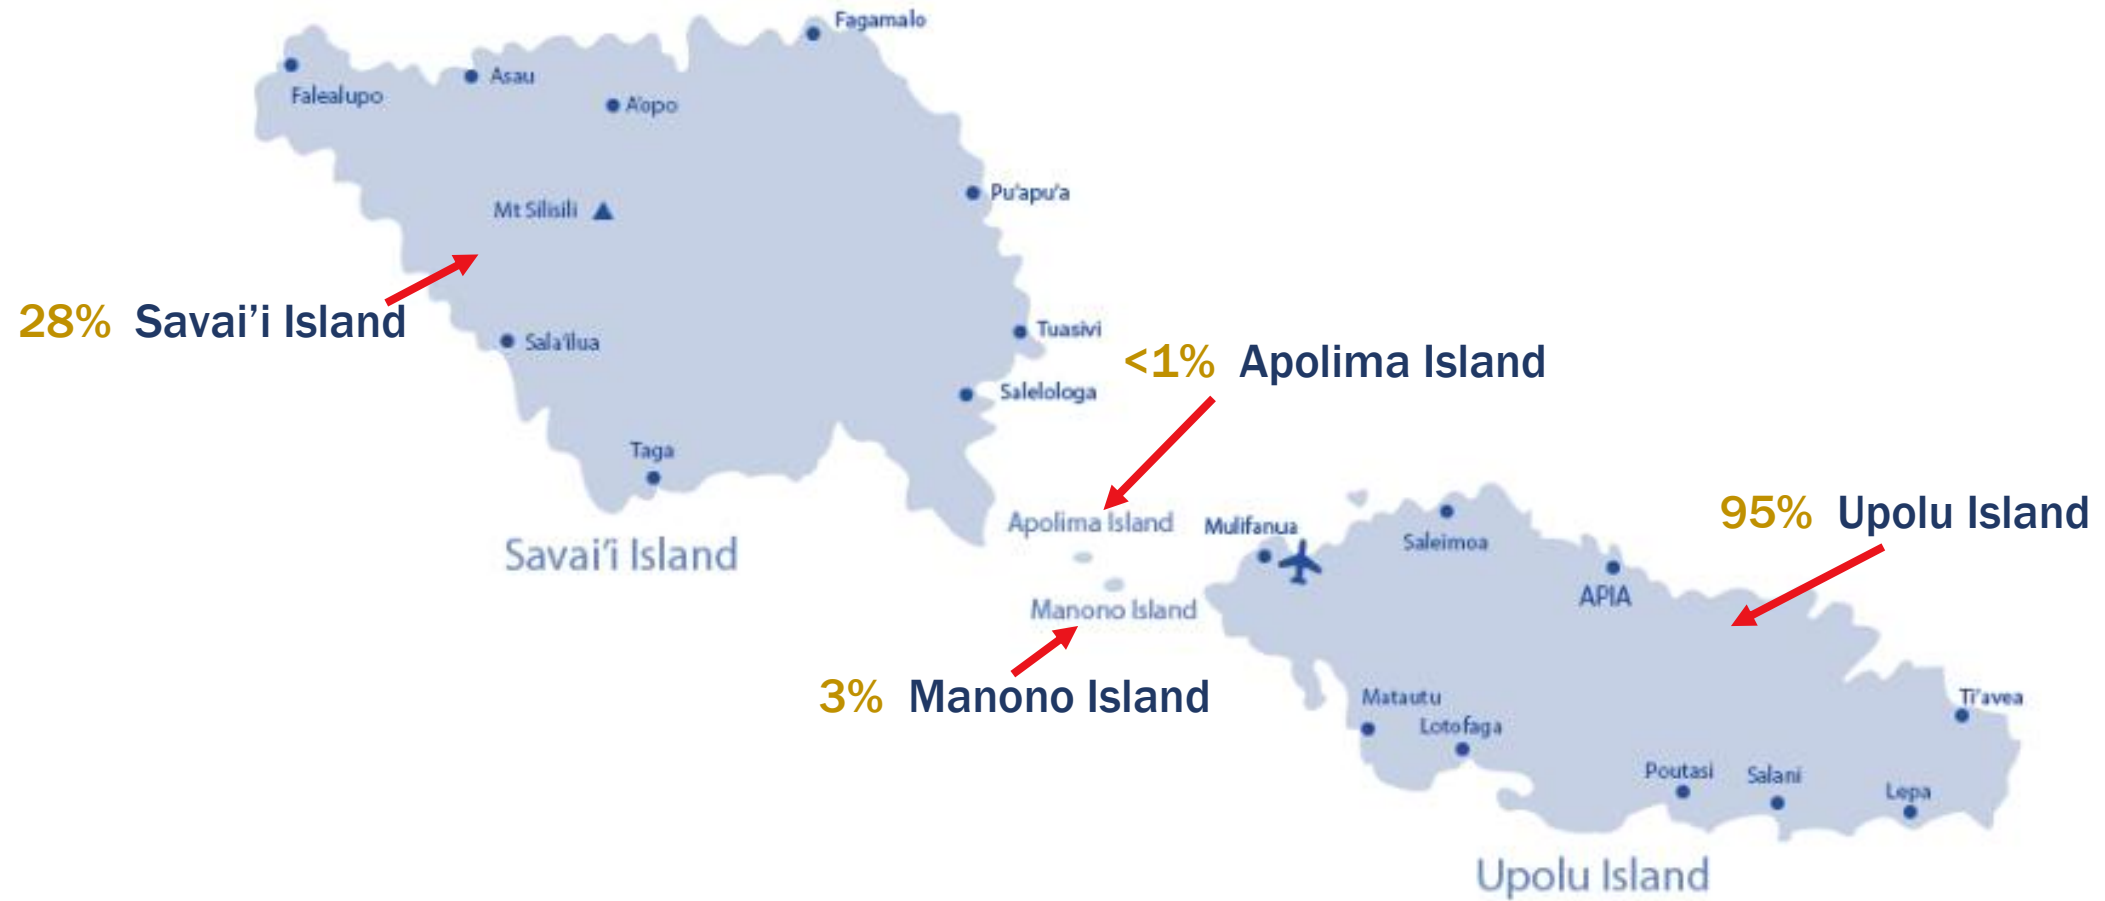 Fagamalo
Falealupo
Asau
A'opo
Mt Silisili
Pu'apu'a
28% Savai’i Island
Sala'ilua
Tuasivi
<1% Apolima Island
Salelologa
Taga
Savai'i Island
Apolima Island
Mulifanua
Saleimoa
95% Upolu Island
APIA
Manono Island
3% Manono Island
Matautu
Lotofaga
Ti'avea
Poutasi
Salani
Lepa
Upolu Island